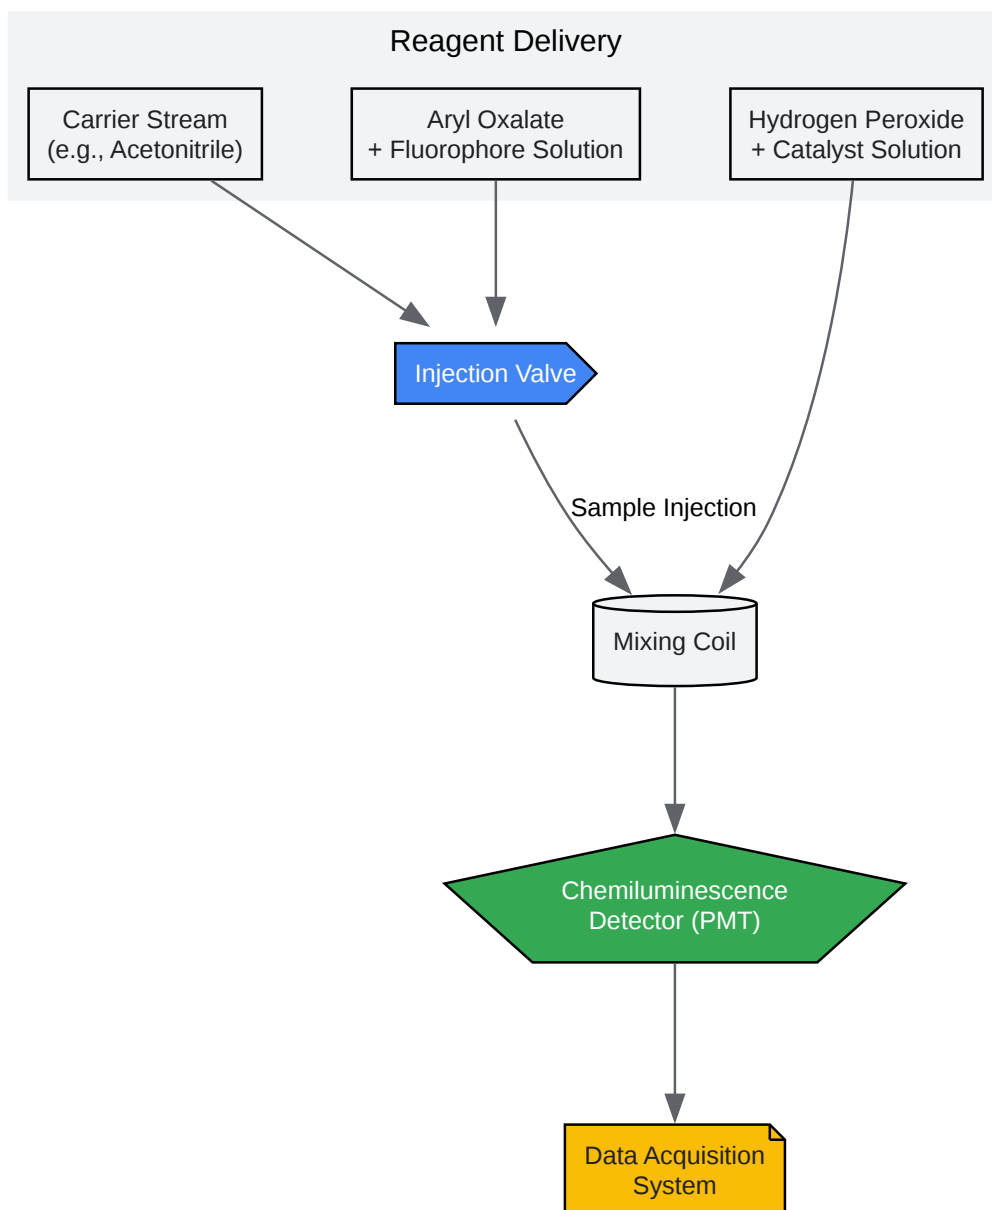 Reagent Delivery
Carrier Stream
(e.g., Acetonitrile)
Aryl Oxalate
+ Fluorophore Solution
Hydrogen Peroxide
+ Catalyst Solution
Injection Valve
Sample Injection
Mixing Coil
Chemiluminescence
Detector (PMT)
Data Acquisition
System